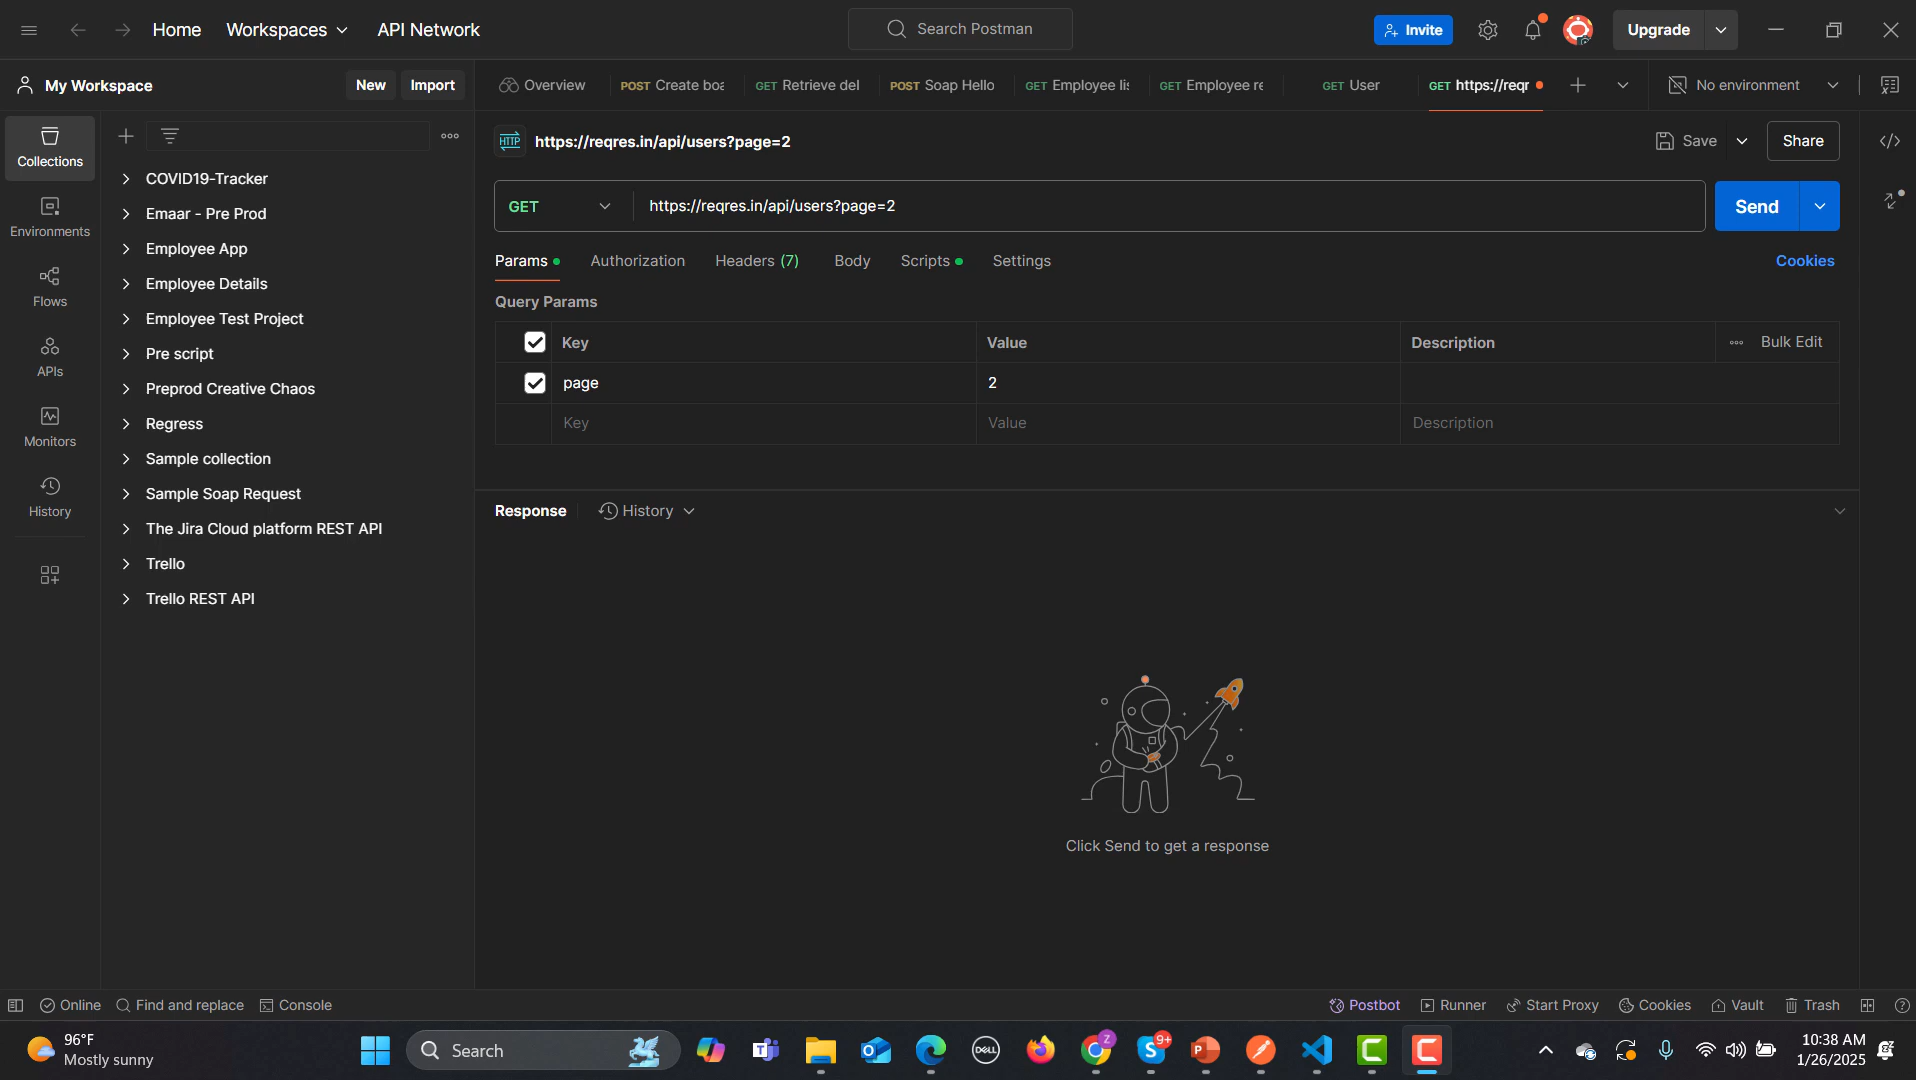 Home
Workspaces
API Network
Search Postman
Invite
Upgrade
My Workspace
New
Import
Overview
POST Create boa
GET Retrieve del
POST Soap Hello
GET Employee lis
GET Employee re
GET User
GET https://reqr
No environment
Collections
Environments
Flows
APIs
Monitors
History
COVID19-Tracker
Emaar - Pre Prod
Employee App
Employee Details
Employee Test Project
Pre script
Preprod Creative Chaos
Regress
Sample collection
Sample Soap Request
The Jira Cloud platform REST API
Trello
Trello REST API
HTTP https://reqres.in/api/users?page=2
Save
Share
GET
https://reqres.in/api/users?page=2
Send
Params
Authorization
Headers (7)
Body
Scripts
Settings
Cookies
Query Params
Key
Value
Description
Bulk Edit
page
2
Key
Value
Description
Response
History
Click Send to get a response
Online
Find and replace
Console
Postbot
Runner
Start Proxy
Cookies
Vault
Trash
96°F
Mostly sunny
Search
DELL
Z
9+
10:38 AM
1/26/2025